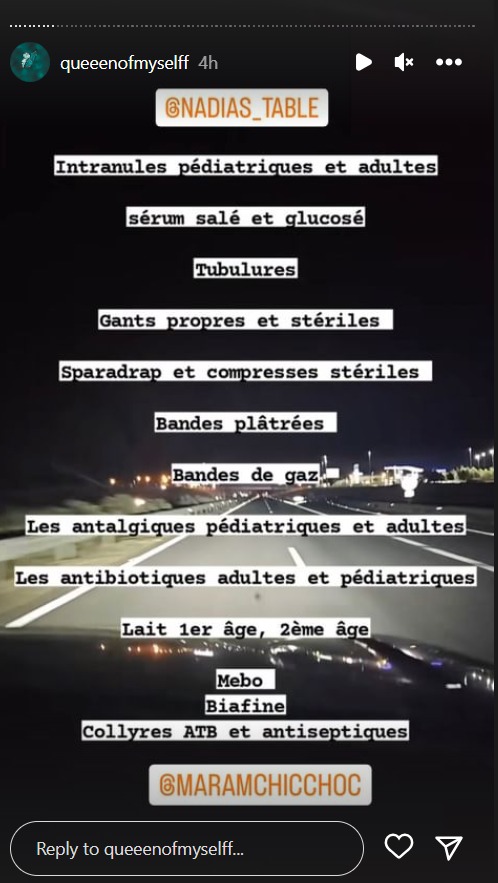 queeenofmyselff 4h
@NADIAS_TABLE
Intranules pédiatriques et adultes
sérum salé et glucosé
Tubulures
Gants propres et stériles
Sparadrap et compresses stériles
Bandes plâtrées
Bandes de gaz
Les antalgiques pédiatriques et adultes
Les antibiotiques adultes et pédiatriques
Lait 1er âge, 2ème âge
Mebo
Biafine
Collyres ATB et antiseptiques
@MARAMCHICCHOC
Reply to queeenofmyselff...